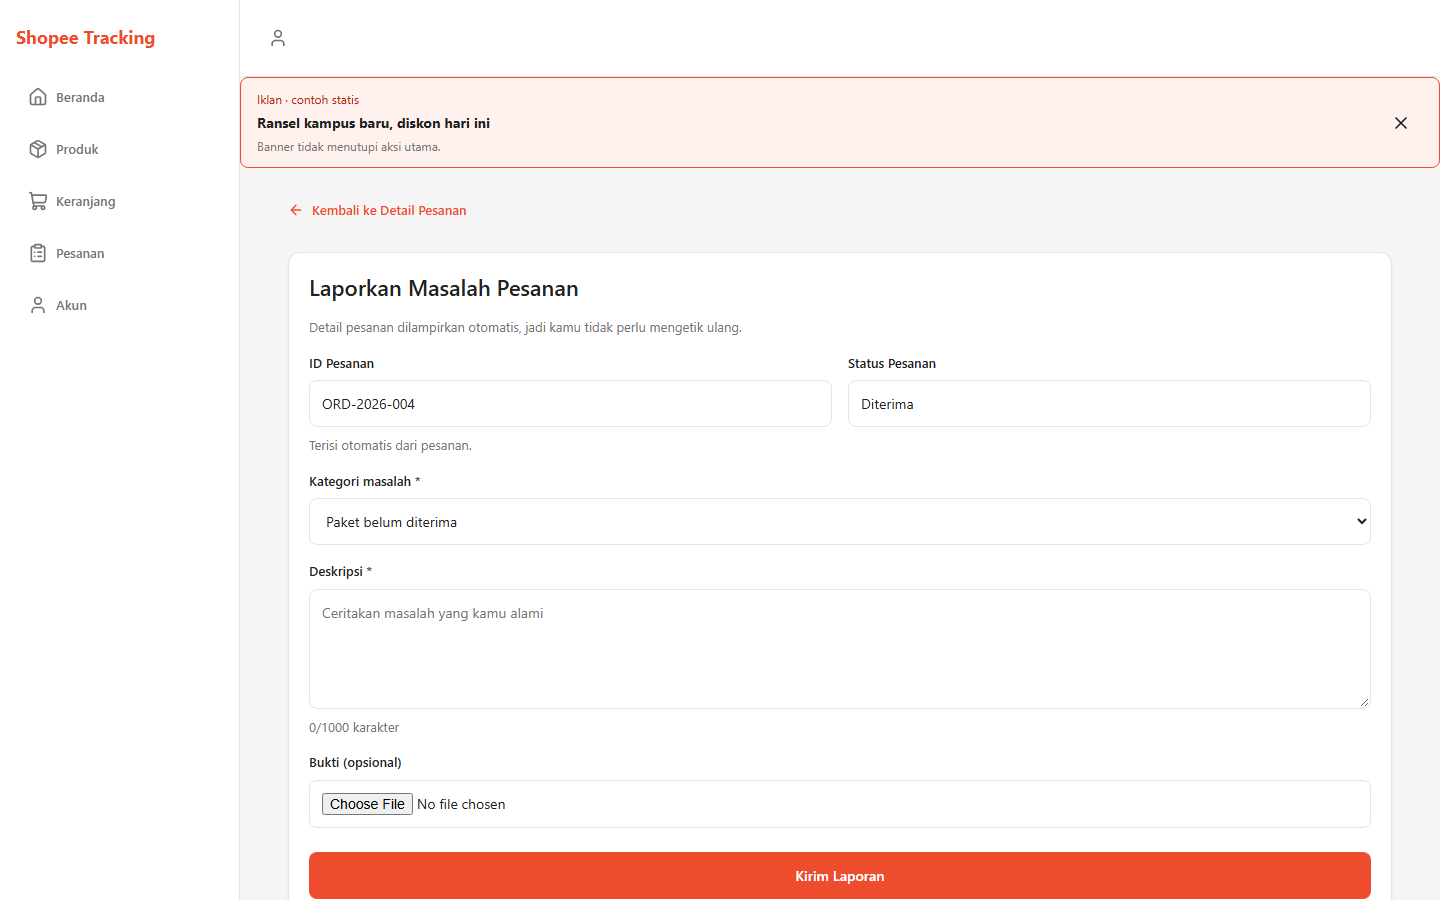 Shopee Tracking
Beranda
Produk
Keranjang
Pesanan
Akun
Iklan · contoh statis
Ransel kampus baru, diskon hari ini
Banner tidak menutupi aksi utama.
Kembali ke Detail Pesanan
Laporkan Masalah Pesanan
Detail pesanan dilampirkan otomatis, jadi kamu tidak perlu mengetik ulang.
ID Pesanan
Status Pesanan
ORD-2026-004
Diterima
Terisi otomatis dari pesanan.
Kategori masalah *
Paket belum diterima
Deskripsi *
Ceritakan masalah yang kamu alami
0/1000 karakter
Bukti (opsional)
Choose File No file chosen
Kirim Laporan